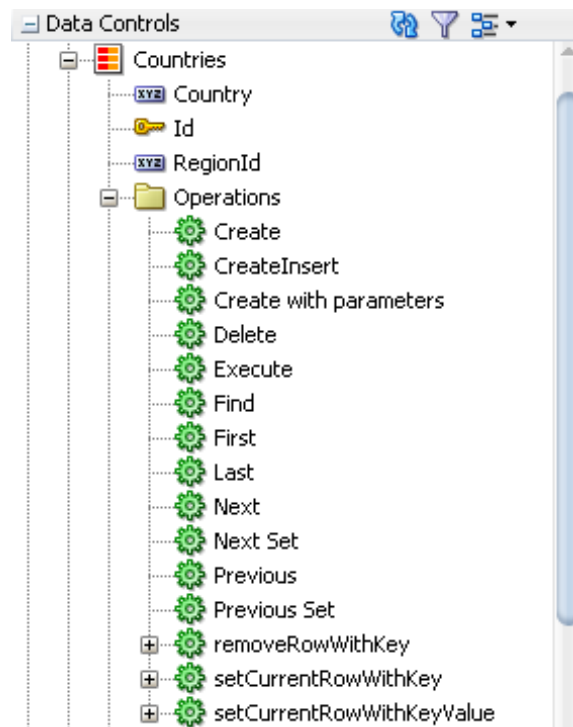 Data Controls
Countries
Country
Id
RegionId
Operations
Create
CreateInsert
Create with parameters
Delete
Execute
Find
First
Last
Next
Next Set
Previous
Previous Set
removeRowWithKey
setCurrentRowWithKey
setCurrentRowWithKeyValue